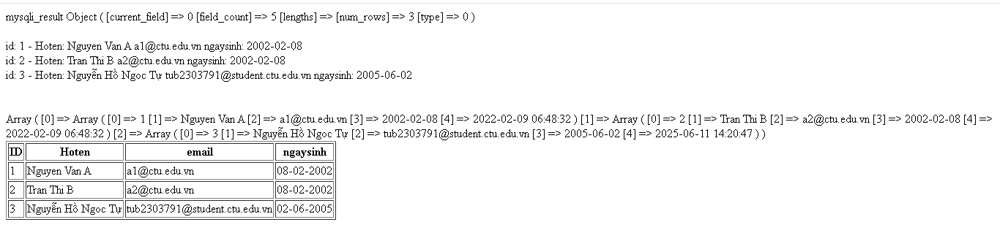 mysqli_result Object ( [current_field] => 0 [field_count] => 5 [lengths] => [num_rows] => 3 [type] => 0 )
id: 1 - Hoten: Nguyen Van A a1@ctu.edu.vn ngaysinh: 2002-02-08
id: 2 - Hoten: Tran Thi B a2@ctu.edu.vn ngaysinh: 2002-02-08
id: 3 - Hoten: Nguyễn Hồ Ngọc Tự tub2303791@student.ctu.edu.vn ngaysinh: 2005-06-02
Array ( [0] => Array ( [0] => 1 [1] => Nguyen Van A [2] => a1@ctu.edu.vn [3] => 2002-02-08 [4] => 2022-02-09 06:48:32 ) [1] => Array ( [0] => 2 [1] => Tran Thi B [2] => a2@ctu.edu.vn [3] => 2002-02-08 [4] =>
2022-02-09 06:48:32 ) [2] => Array ( [0] => 3 [1] => Nguyễn Hồ Ngọc Tự [2] => tub2303791@student.ctu.edu.vn [3] => 2005-06-02 [4] => 2025-06-11 14:20:47 ) )
ID Hoten email ngaysinh
1 Nguyen Van A a1@ctu.edu.vn 08-02-2002
2 Tran Thi B a2@ctu.edu.vn 08-02-2002
3 Nguyễn Hồ Ngọc Tự tub2303791@student.ctu.edu.vn 02-06-2005